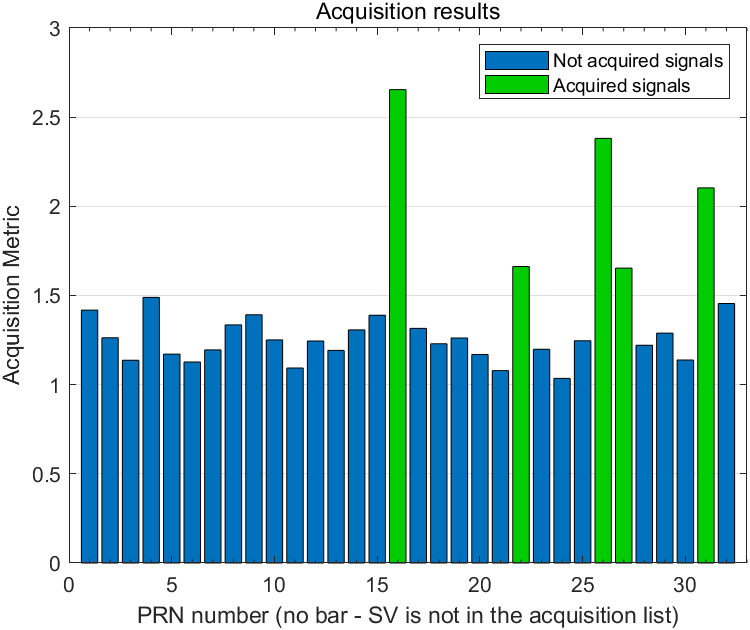 Acquisition results
Not acquired signals
Acquired signals
Acquisition Metric
3
2.5
2
1.5
1
0.5
0
0 5 10 15 20 25 30
PRN number (no bar - SV is not in the acquisition list)